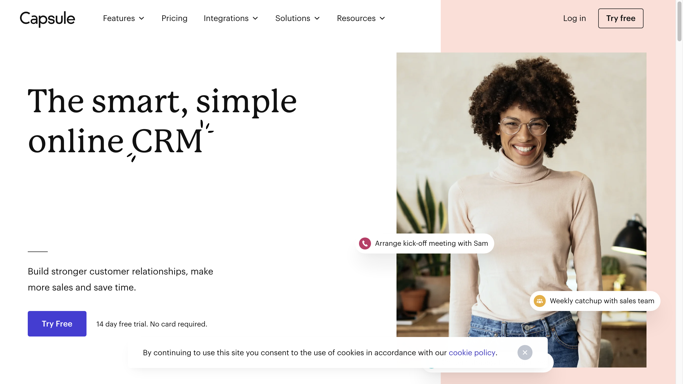 Capsule
Features
Pricing
Integrations
Solutions
Resources
Log in
Try free
The smart, simple
online CRM
Arrange kick-off meeting with Sam
Build stronger customer relationships, make
more sales and save time.
Weekly catchup with sales team
Try Free
14 day free trial. No card required.
By continuing to use this site you consent to the use of cookies in accordance with our cookie policy.